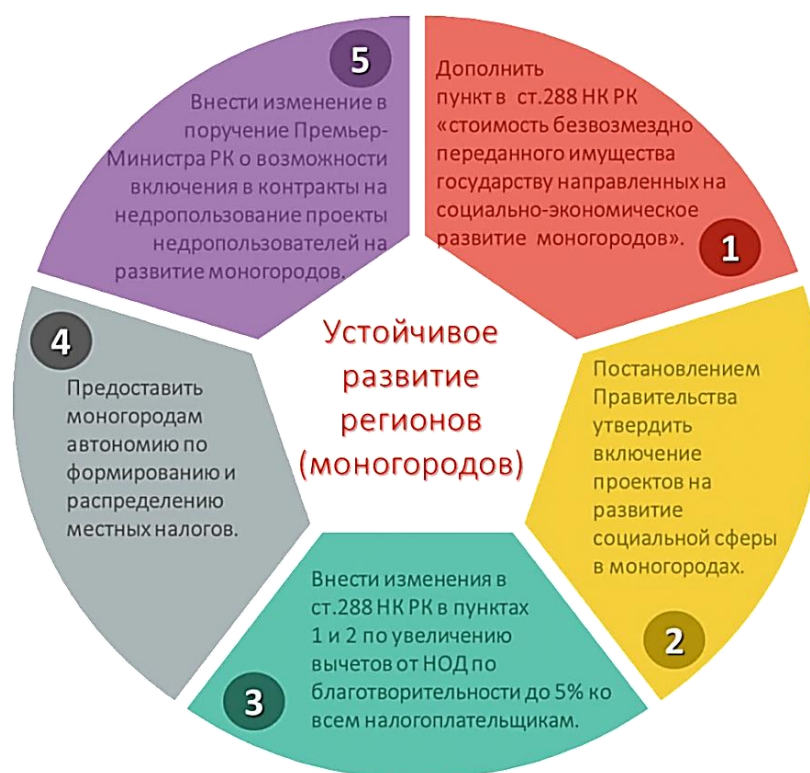 Устойчивое
развитие
регионов
(моногородов)
Дополнить
пункт в ст.288 НК РК
«стоимость безвозмездно
переданного имущества
государству направленных на
социально-экономическое
развитие моногородов».
1
Постановлением
Правительства
утвердить
включение
проектов на
развитие
социальной сферы
в моногородах.
2
Внести изменения в
ст.288 НК РК в пунктах
1 и 2 по увеличению
вычетов от НОД по
благотворительности до 5% ко
всем налогоплательщикам.
3
4
Предоставить
моногородам
автономию по
формированию и
распределению
местных налогов.
5
Внести изменение в
поручение Премьер-
Министра РК о возможности
включения в контракты на
недропользование проекты
недропользователей на
развитие моногородов.